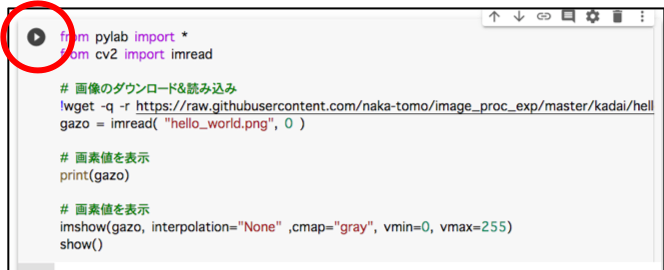 from pylab import *
from cv2 import imread
# 画像のダウンロード&読み込み
!wget -q -r https://raw.githubusercontent.com/naka-tomo/image_proc_exp/master/kadai/hell
gazo = imread( "hello_world.png", 0 )
# 画素値を表示
print(gazo)
# 画素値を表示
imshow(gazo, interpolation="None" ,cmap="gray", vmin=0, vmax=255)
show()